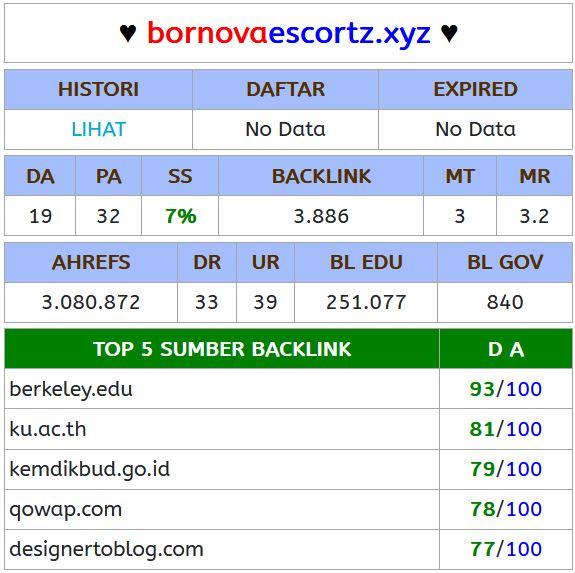 ♥ bornovaescortz.xyz ♥
HISTORI DAFTAR EXPIRED
LIHAT No Data No Data
DA PA SS BACKLINK MT MR
19 32 7% 3.886 3 3.2
AHREFS DR UR BL EDU BL GOV
3.080.872 33 39 251.077 840
TOP 5 SUMBER BACKLINK D A
berkeley.edu 93/100
ku.ac.th 81/100
kemdikbud.go.id 79/100
qowap.com 78/100
designertoblog.com 77/100